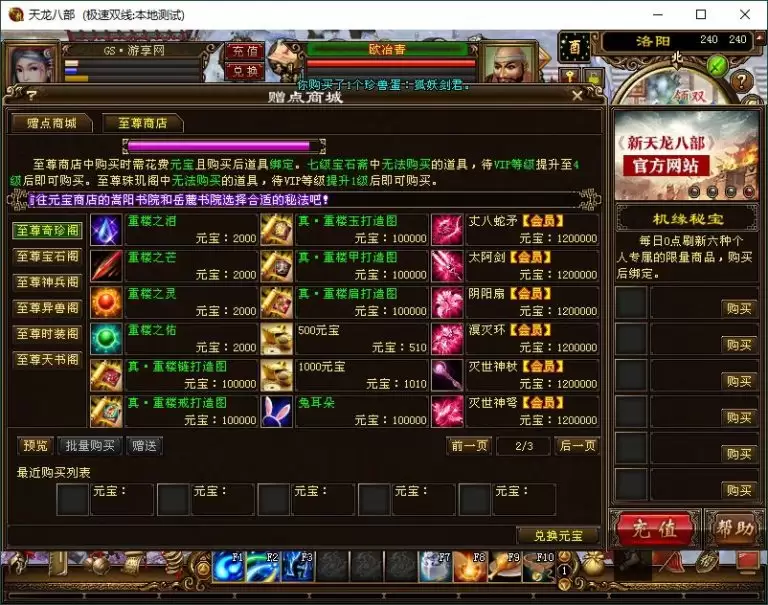 天龙八部 (极速双线:本地测试)
GS·游享网
充值
兑换
欧冶青
酉
洛阳
240 240
北
你购买了1个珍兽蛋：狐妖剑君。
赠点商城
赠点商城
至尊商店
至尊商店中购买时需花费元宝且购买后道具绑定。七级宝石斋中无法购买的道具，待VIP等级提升至4
级后即可购买。至尊珠玑阁中无法购买的道具，待VIP等级提升1级后即可购买。
往元宝商店的嵩阳书院和岳麓书院选择合适的秘法吧！
至尊奇珍阁
至尊宝石阁
至尊神兵阁
至尊异兽阁
至尊时装阁
至尊天书阁
重楼之泪
元宝：2000
真·重楼玉打造图
元宝：100000
丈八蛇矛【会员】
元宝：1200000
重楼之芒
元宝：2000
真·重楼甲打造图
元宝：100000
太阿剑【会员】
元宝：1200000
重楼之灵
元宝：2000
真·重楼肩打造图
元宝：100000
阴阳扇【会员】
元宝：1200000
重楼之佑
元宝：2000
500元宝
元宝：510
溟灭环【会员】
元宝：1200000
真·重楼链打造图
元宝：100000
1000元宝
元宝：1010
灭世神杖【会员】
元宝：1200000
真·重楼戒打造图
元宝：100000
兔耳朵
元宝：100000
灭世神弩【会员】
元宝：1200000
预览
批量购买
赠送
前一页
2/3
后一页
最近购买列表
元宝：
元宝：
元宝：
元宝：
元宝：
兑换元宝
《新天龙八部》
官方网站
机缘秘宝
每日0点刷新六种个
人专属的限量商品，购买
后绑定。
购买
购买
购买
购买
购买
购买
充值
帮助
F1
F2
F3
F7
F8
F9
F10
1